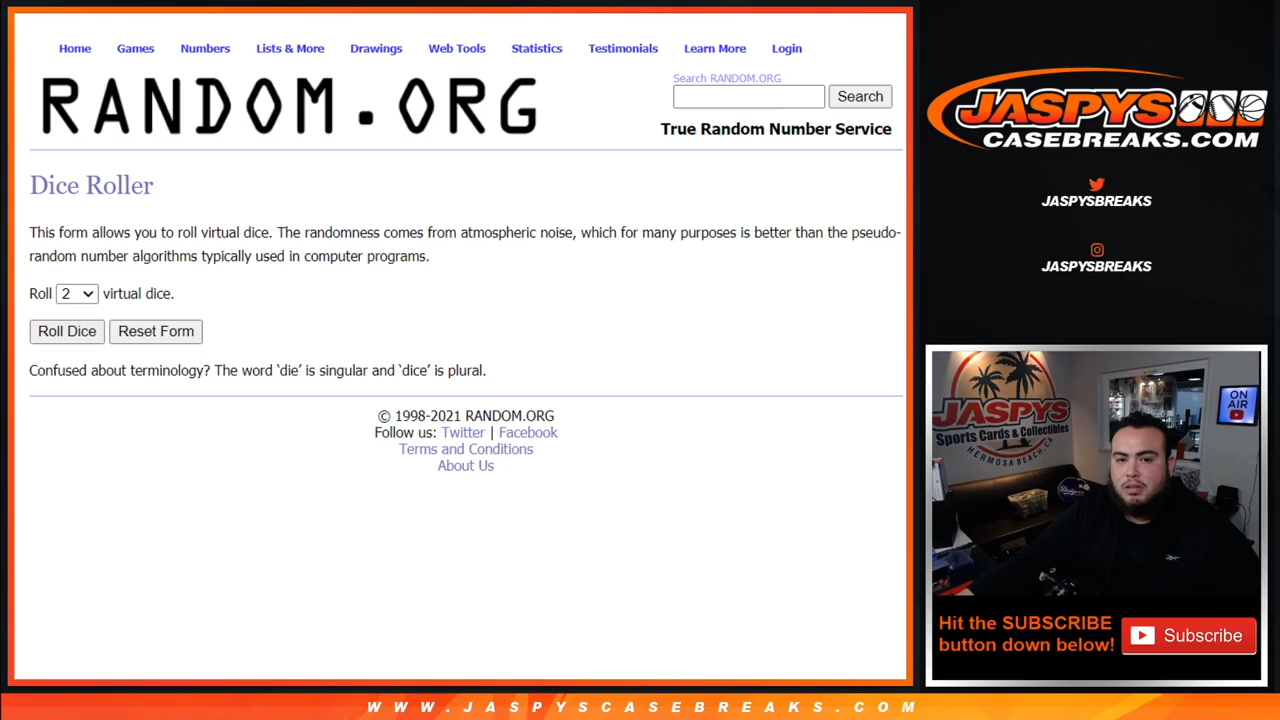 Home Games Numbers Lists & More Drawings Web Tools Statistics Testimonials Learn More Login
RANDOM.ORG
Search RANDOM.ORG
Search
True Random Number Service
Dice Roller
This form allows you to roll virtual dice. The randomness comes from atmospheric noise, which for many purposes is better than the pseudo-
random number algorithms typically used in computer programs.
Roll 2 virtual dice.
Roll Dice Reset Form
Confused about terminology? The word ‘die’ is singular and ‘dice’ is plural.
© 1998-2021 RANDOM.ORG
Follow us: Twitter | Facebook
Terms and Conditions
About Us
JASPYS
CASEBREAKS.COM
JASPYSBREAKS
JASPYSBREAKS
JASPYS
Sports Cards & Collectibles
HERMOSA BEACH, CA
ON
AIR
Hit the SUBSCRIBE
button down below!
Subscribe
WWW.JASPYSCASEBREAKS.COM